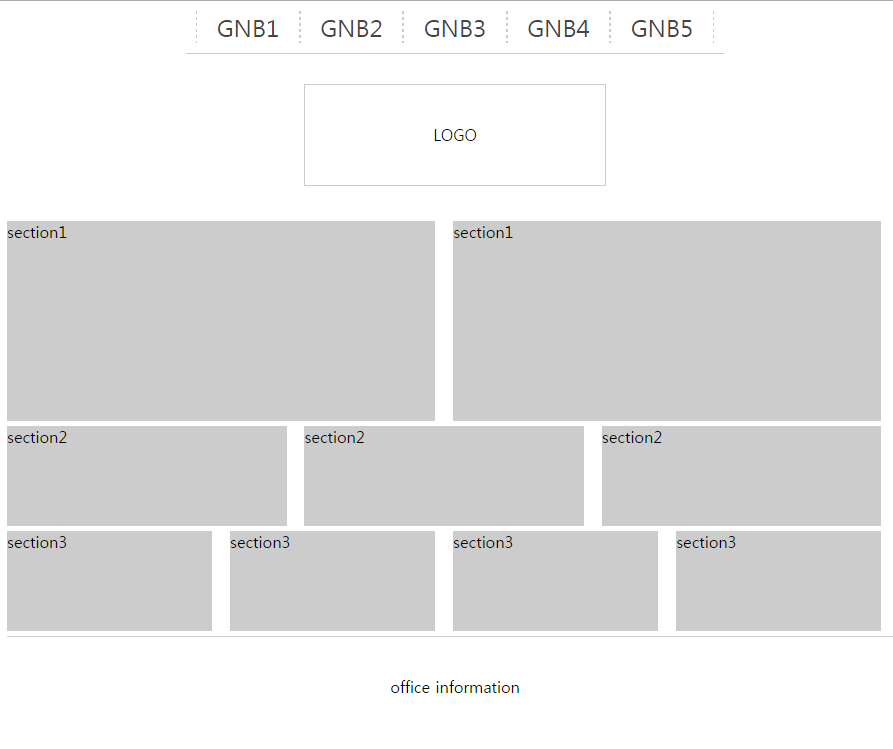 GNB1 GNB2 GNB3 GNB4 GNB5
LOGO
section1 section1
section2 section2 section2
section3 section3 section3 section3
office information